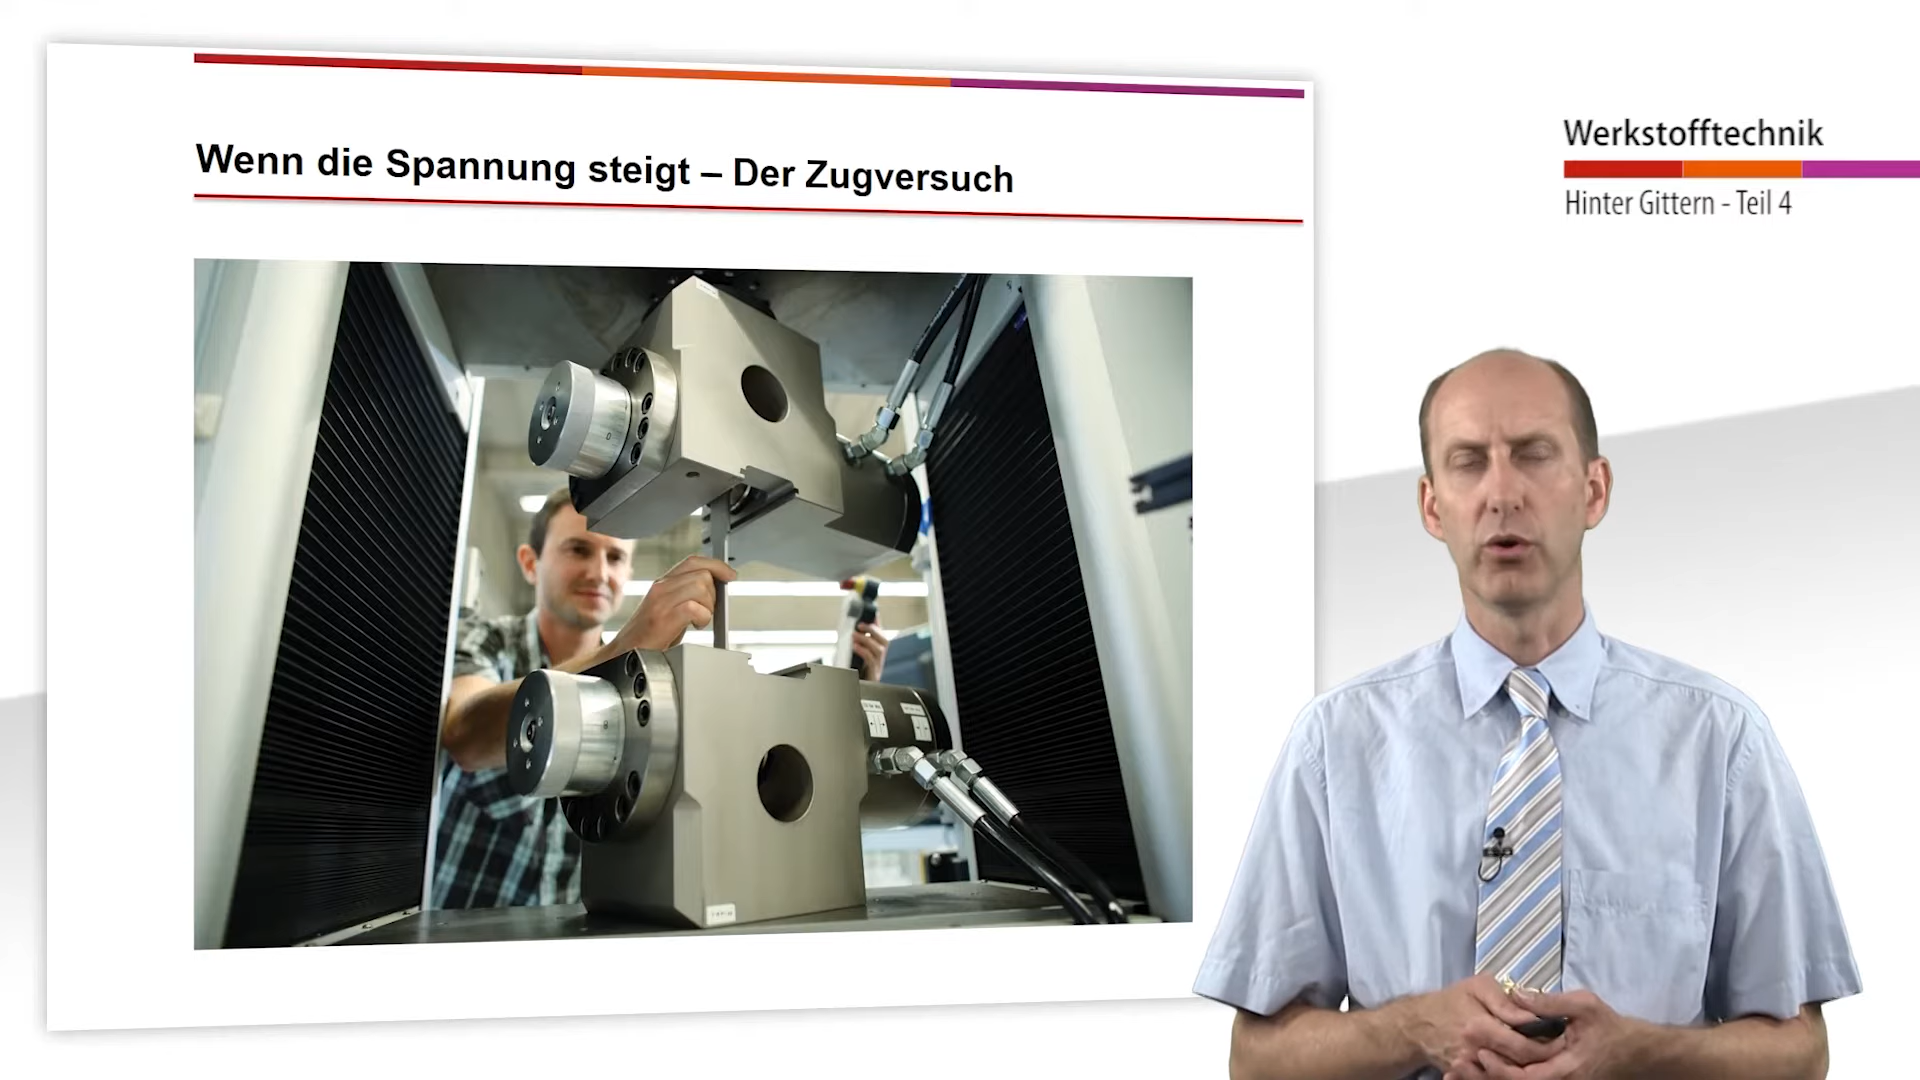 Wenn die Spannung steigt – Der Zugversuch
Werkstofftechnik
Hinter Gittern - Teil 4